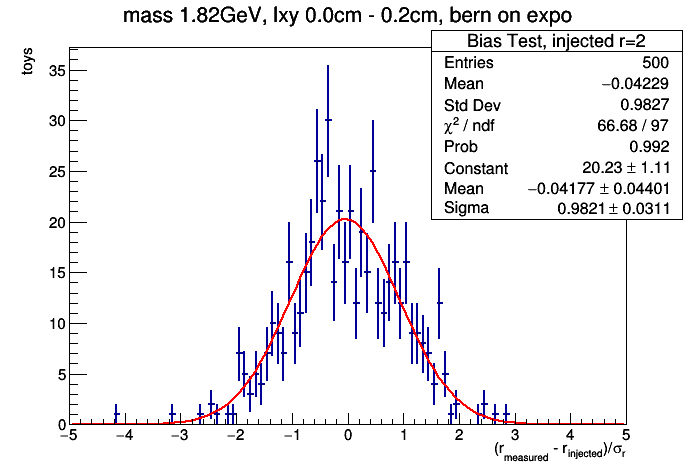 mass 1.82GeV, lxy 0.0cm - 0.2cm, bern on expo
Bias Test, injected r=2
Entries 500
Mean −0.04229
Std Dev 0.9827
χ² / ndf 66.68 / 97
Prob 0.992
Constant 20.23 ± 1.11
Mean −0.04177 ± 0.04401
Sigma 0.9821 ± 0.0311
toys
35
30
25
20
15
10
5
0
−5 −4 −3 −2 −1 0 1 2 3 4 5
(r_measured - r_injected)/σ_r